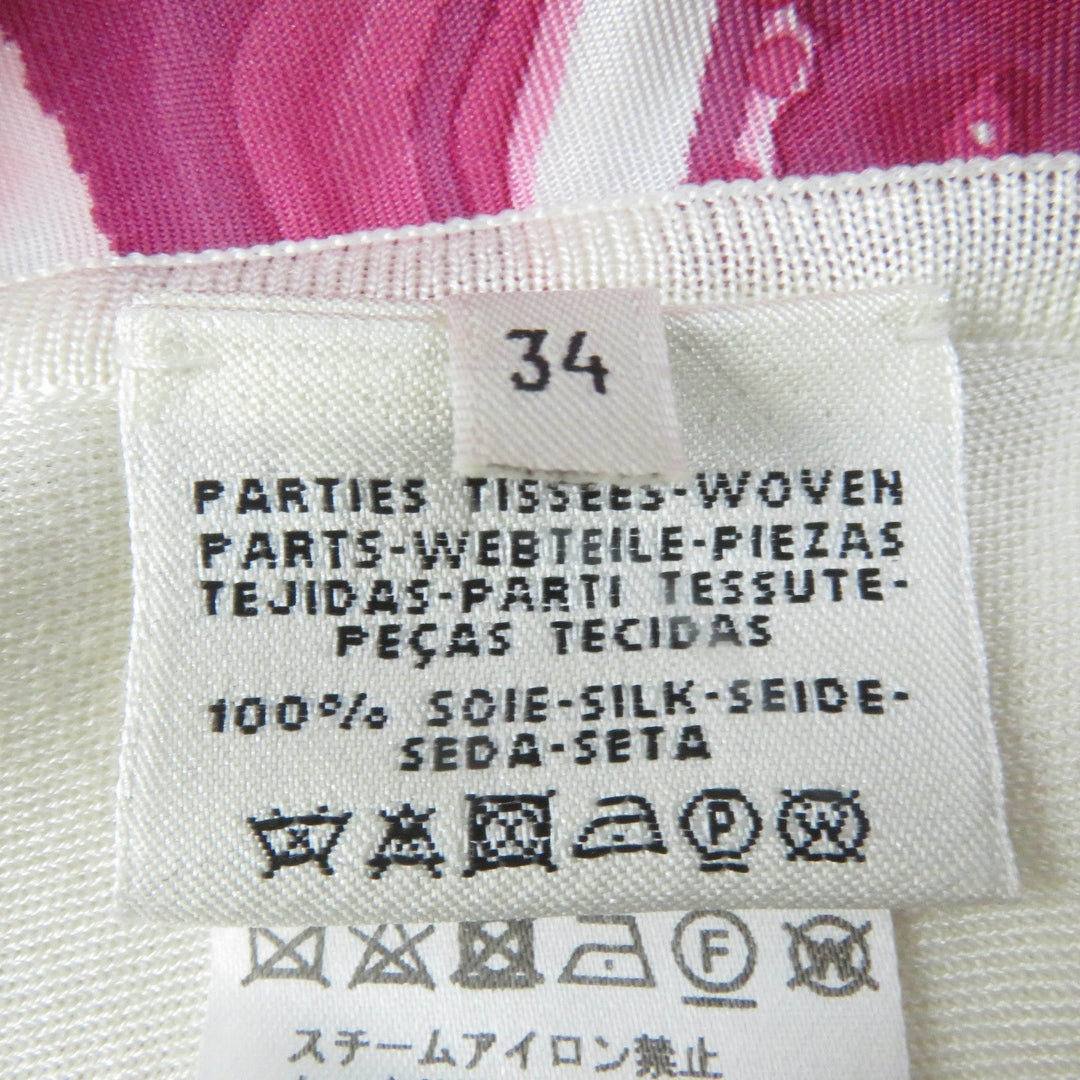 34
PARTIES TISSEES-WOVEN
PARTS-WEBTEILE-PIEZAS
TEJIDAS-PARTI TESSUTE-
PEÇAS TECIDAS
100% SOIE-SILK-SEIDE-
SEDA-SETA
P W
F W
スチームアイロン禁止